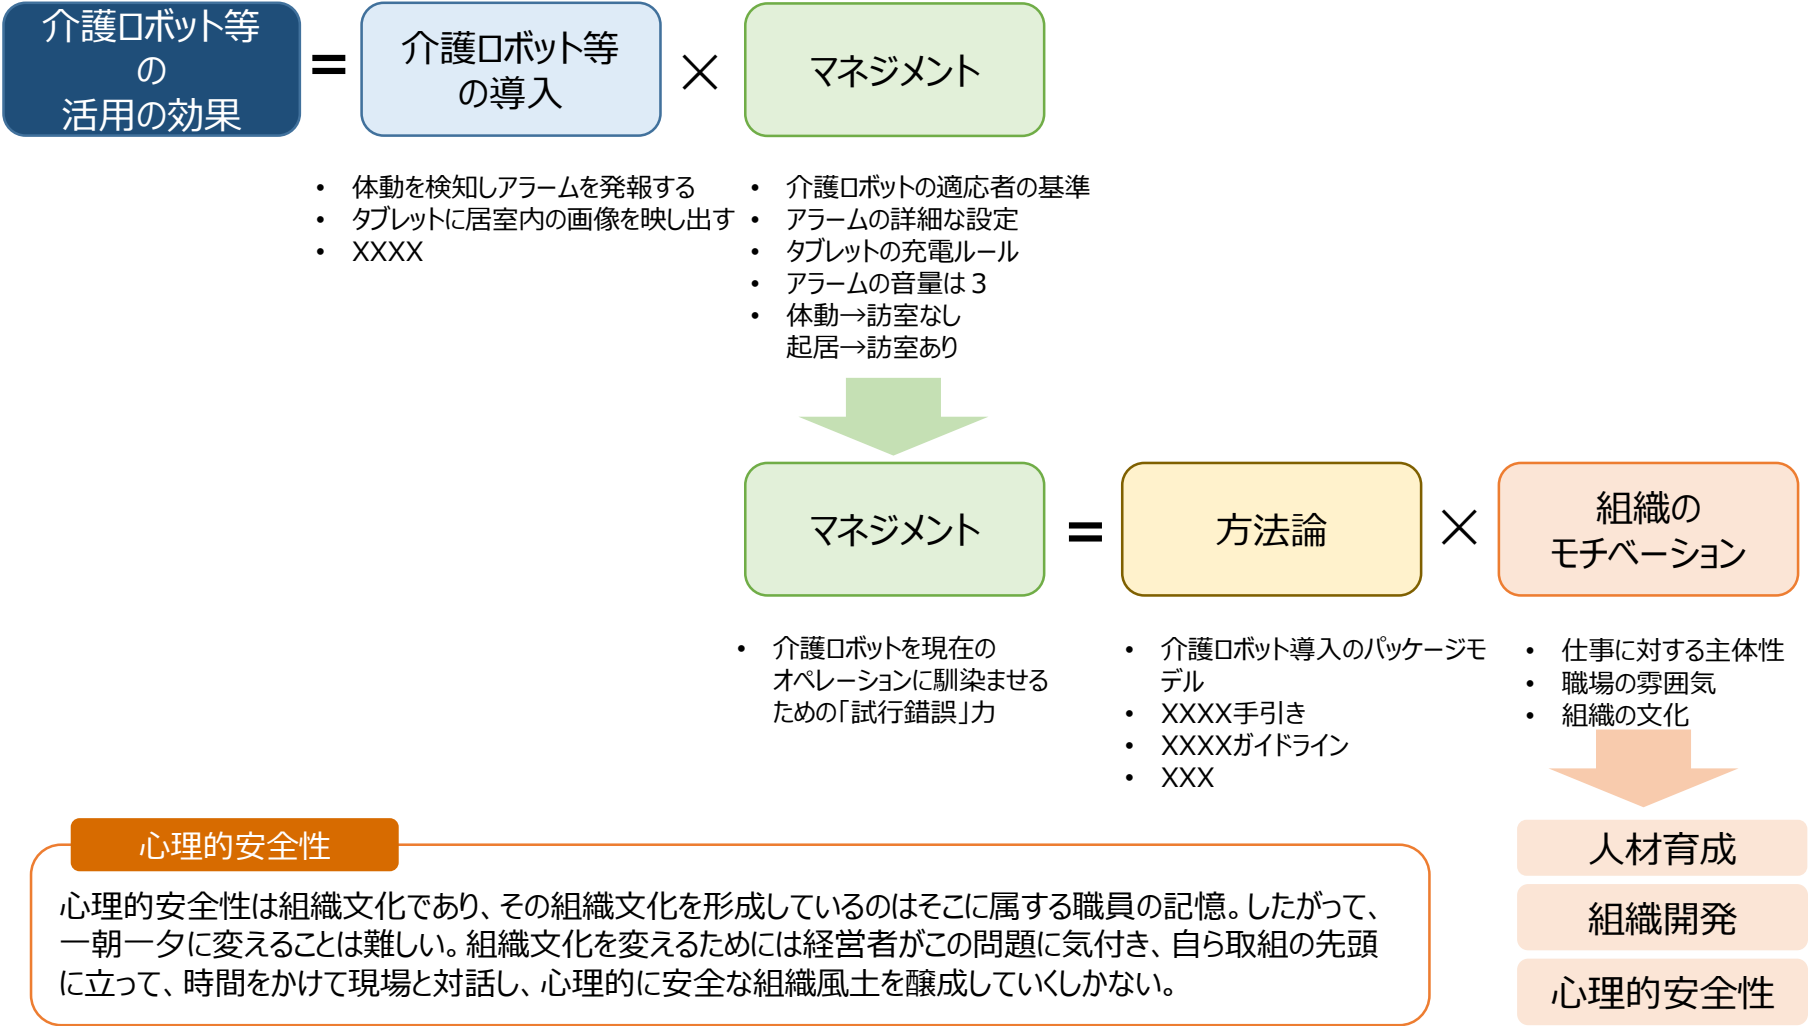 介護ロボット等
の
活用の効果
＝
介護ロボット等
の導入
×
マネジメント
• 体動を検知しアラームを発報する
• タブレットに居室内の画像を映し出す
• XXXX
• 介護ロボットの適応者の基準
• アラームの詳細な設定
• タブレットの充電ルール
• アラームの音量は３
• 体動→訪室なし
起居→訪室あり
マネジメント
＝
方法論
×
組織の
モチベーション
• 介護ロボットを現在の
オペレーションに馴染ませる
ための「試行錯誤」力
• 介護ロボット導入のパッケージモ
デル
• XXXX手引き
• XXXXガイドライン
• XXX
• 仕事に対する主体性
• 職場の雰囲気
• 組織の文化
人材育成
組織開発
心理的安全性
心理的安全性
心理的安全性は組織文化であり、その組織文化を形成しているのはそこに属する職員の記憶。したがって、
一朝一夕に変えることは難しい。組織文化を変えるためには経営者がこの問題に気付き、自ら取組の先頭
に立って、時間をかけて現場と対話し、心理的に安全な組織風土を醸成していくしかない。